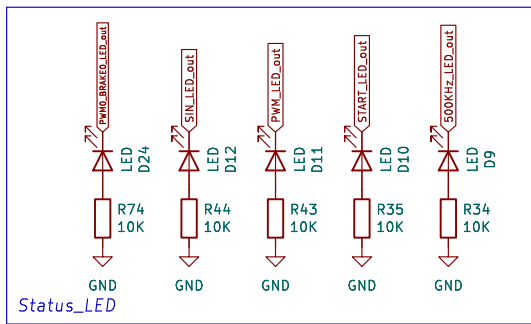 PWM0_BRAKE0_LED_out
SIN_LED_out
PWM_LED_out
START_LED_out
500KHz_LED_out
LED
D24
LED
D12
LED
D11
LED
D10
LED
D9
R74
10K
R44
10K
R43
10K
R35
10K
R34
10K
GND
GND
GND
GND
GND
Status_LED